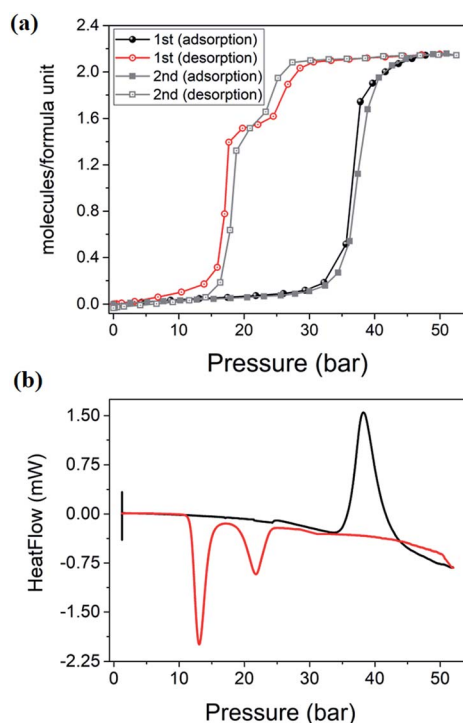 (a)
1st (adsorption)
1st (desorption)
2nd (adsorption)
2nd (desorption)
molecules/formula unit
2.4
2.0
1.6
1.2
0.8
0.4
0.0
0 10 20 30 40 50
Pressure (bar)
(b)
HeatFlow (mW)
1.50
0.75
0.00
-0.75
-1.50
-2.25
0 10 20 30 40 50
Pressure (bar)